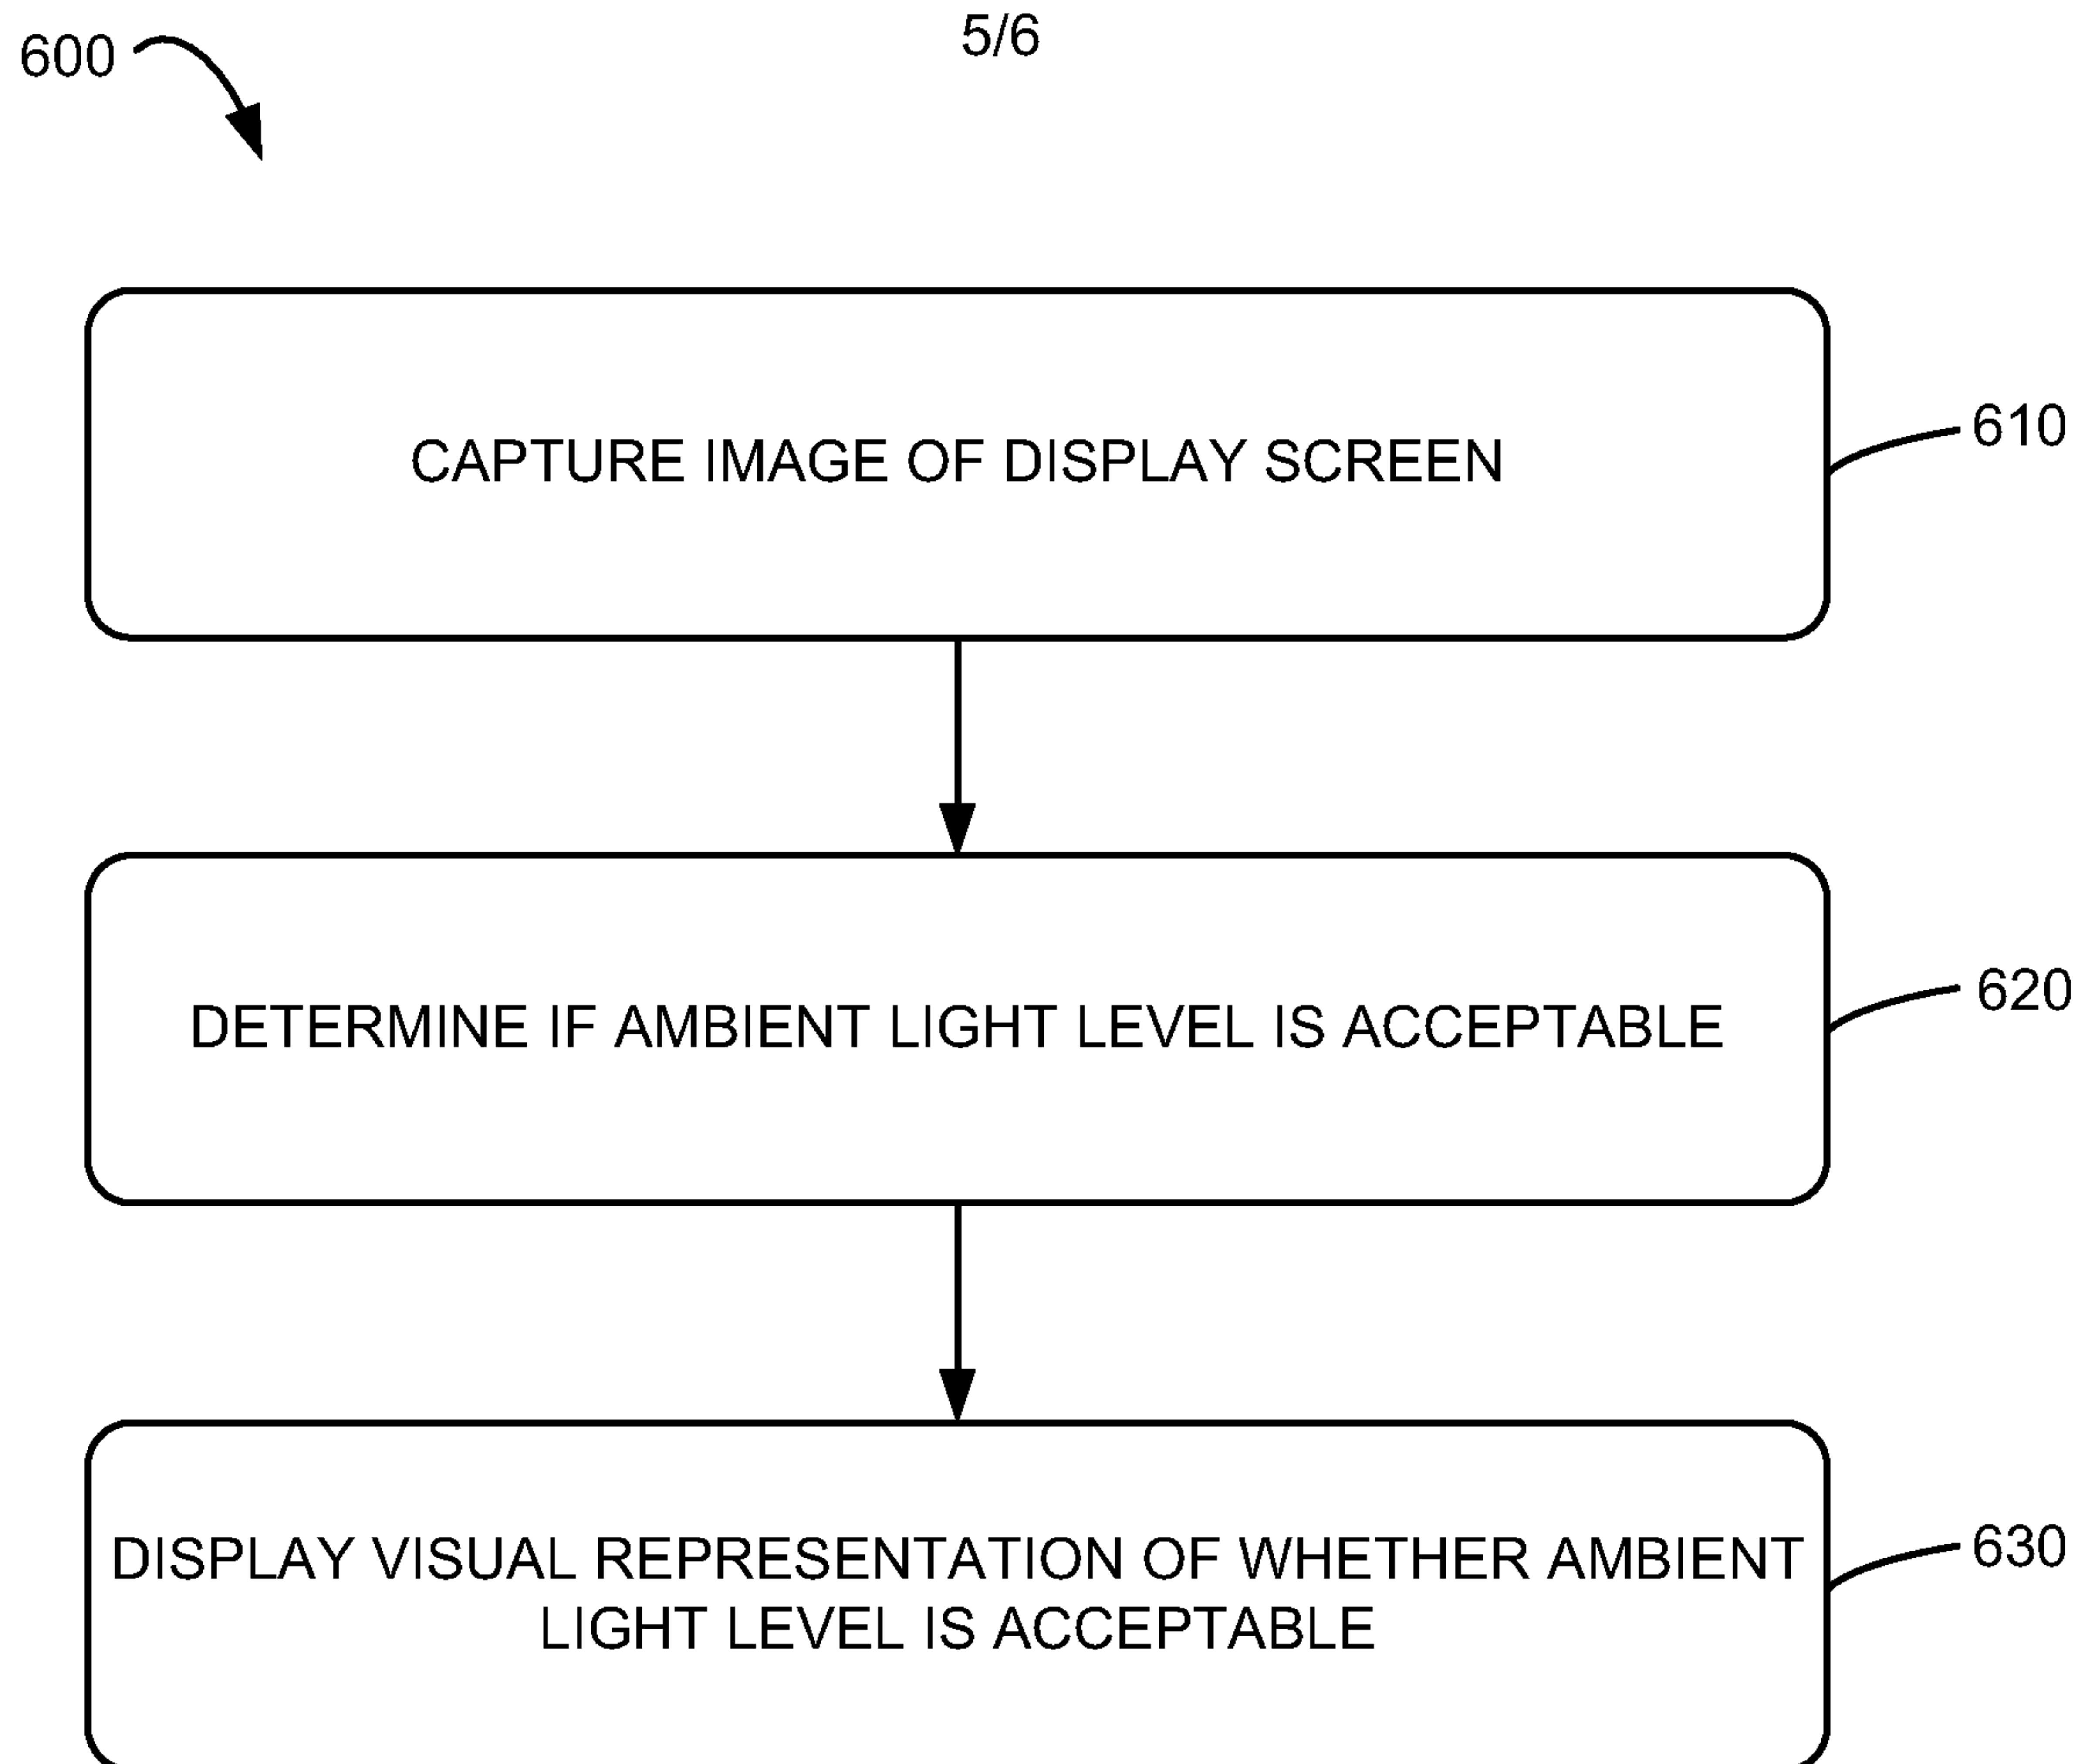 5/6
600
CAPTURE IMAGE OF DISPLAY SCREEN
610
DETERMINE IF AMBIENT LIGHT LEVEL IS ACCEPTABLE
620
DISPLAY VISUAL REPRESENTATION OF WHETHER AMBIENT
LIGHT LEVEL IS ACCEPTABLE
630